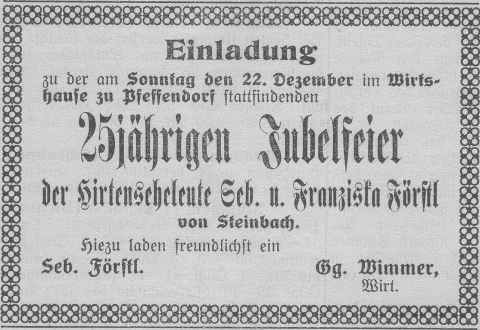 Einladung
zu der am Sonntag den 22. Dezember im Wirts-
hause zu Pfeffendorf stattfindenden
25jährigen Jubelfeier
der Hirtenseheleute Seb. u. Franziska Förstl
von Steinbach.
Hiezu laden freundlichst ein
Seb. Förstl. Gg. Wimmer,
Wirt.